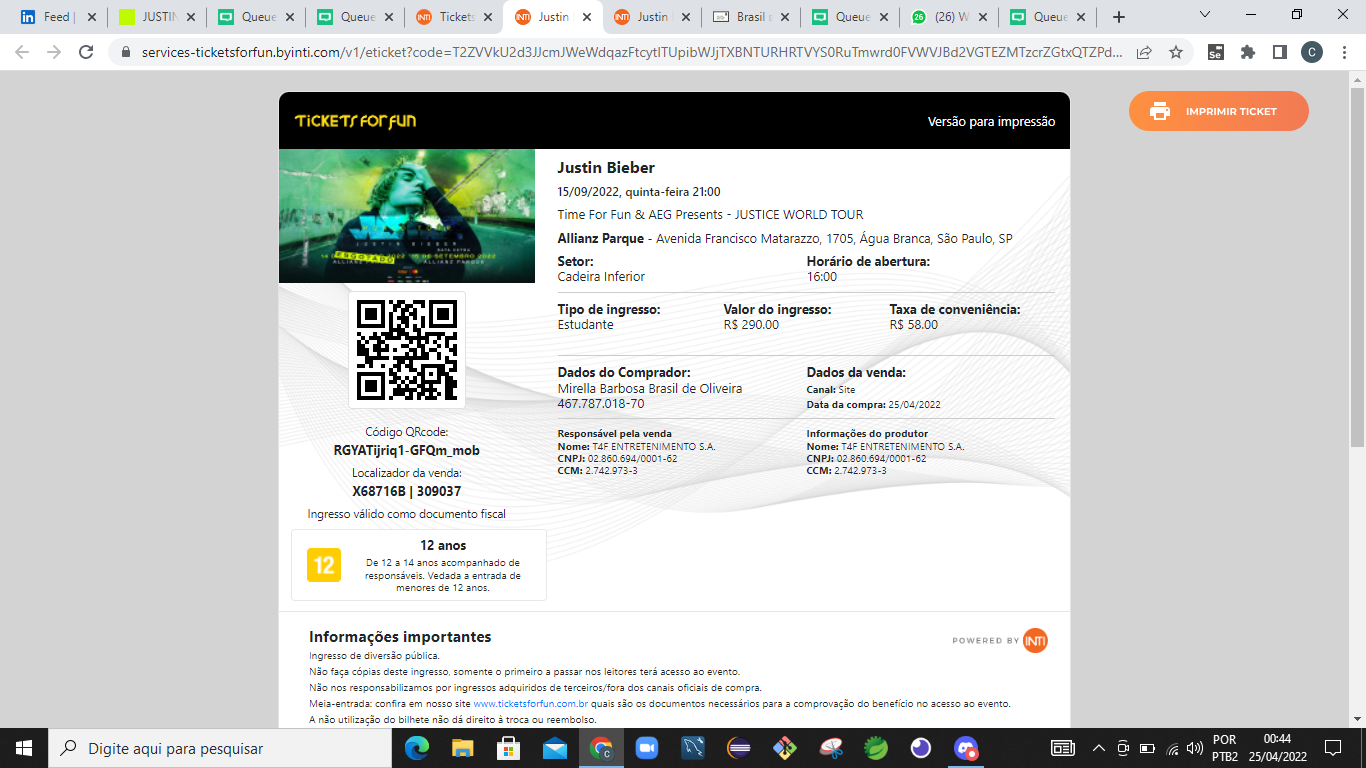 Feed |
JUSTIN
Queue
Queue
Tickets
Justin
Justin
Brasil
Queue
(26) W
Queue
services-ticketsforfun.byinti.com/v1/eticket?code=T2ZVVkU2d3JJcmJWeWdqazFtcytlTUpibWJjTXBNTURHRTVYS0RuTmwrd0FVWVJBd2VGTEZMTzcrZGtxQTZPd...
Se
C
TICKETS FOR FUN
Versão para impressão
IMPRIMIR TICKET
JUSTIN BIEBER
ESGOTADO
DATA EXTRA
15 DE SETEMBRO 2022
ALLIANZ PARQUE
Justin Bieber
15/09/2022, quinta-feira 21:00
Time For Fun & AEG Presents - JUSTICE WORLD TOUR
Allianz Parque - Avenida Francisco Matarazzo, 1705, Água Branca, São Paulo, SP
Setor:
Cadeira Inferior
Horário de abertura:
16:00
Tipo de ingresso:
Estudante
Valor do ingresso:
R$ 290.00
Taxa de conveniência:
R$ 58.00
Dados do Comprador:
Mirella Barbosa Brasil de Oliveira
467.787.018-70
Dados da venda:
Canal: Site
Data da compra: 25/04/2022
Responsável pela venda
Nome: T4F ENTRETENIMENTO S.A.
CNPJ: 02.860.694/0001-62
CCM: 2.742.973-3
Informações do produtor
Nome: T4F ENTRETENIMENTO S.A.
CNPJ: 02.860.694/0001-62
CCM: 2.742.973-3
Código QRcode:
RGYATijriq1-GFQm_mob
Localizador da venda:
X68716B | 309037
Ingresso válido como documento fiscal
12
12 anos
De 12 a 14 anos acompanhado de
responsáveis. Vedada a entrada de
menores de 12 anos.
Informações importantes
POWERED BY INTI
Ingresso de diversão pública.
Não faça cópias deste ingresso, somente o primeiro a passar nos leitores terá acesso ao evento.
Não nos responsabilizamos por ingressos adquiridos de terceiros/fora dos canais oficiais de compra.
Meia-entrada: confira em nosso site www.ticketsforfun.com.br quais são os documentos necessários para a comprovação do benefício no acesso ao evento.
A não utilização do bilhete não dá direito à troca ou reembolso.
Digite aqui para pesquisar
POR
PTB2
00:44
25/04/2022